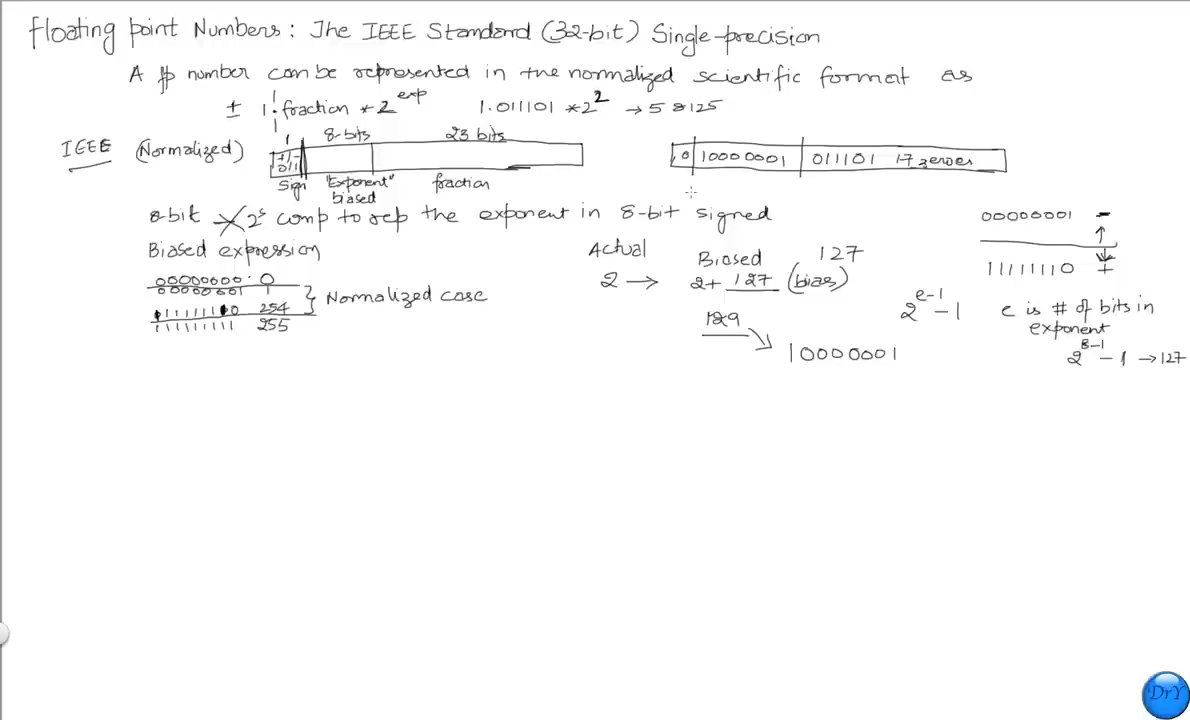 Floating point Numbers: The IEEE Standard (32-bit) Single-precision
A fp number can be represented in the normalized scientific format as
± 1.fraction * 2^exp 1.011101 * 2^2 → 5.8125
IEEE (Normalized) 8-bits 23 bits
+/- 0/1
0 10000001 011101 17 zeroes
Sign "Exponent" biased fraction
8-bit 2's comp to rep the exponent in 8-bit signed
Biased expression
00000000 0
00000001 1
11111110 254
11111111 255
Normalized case
Actual Biased 127
2 → 2+ 127 (bias)
129
10000001
00000001 -
11111110 +
2^e-1 - 1 e is # of bits in
exponent
2^8-1 - 1 → 127
DrY